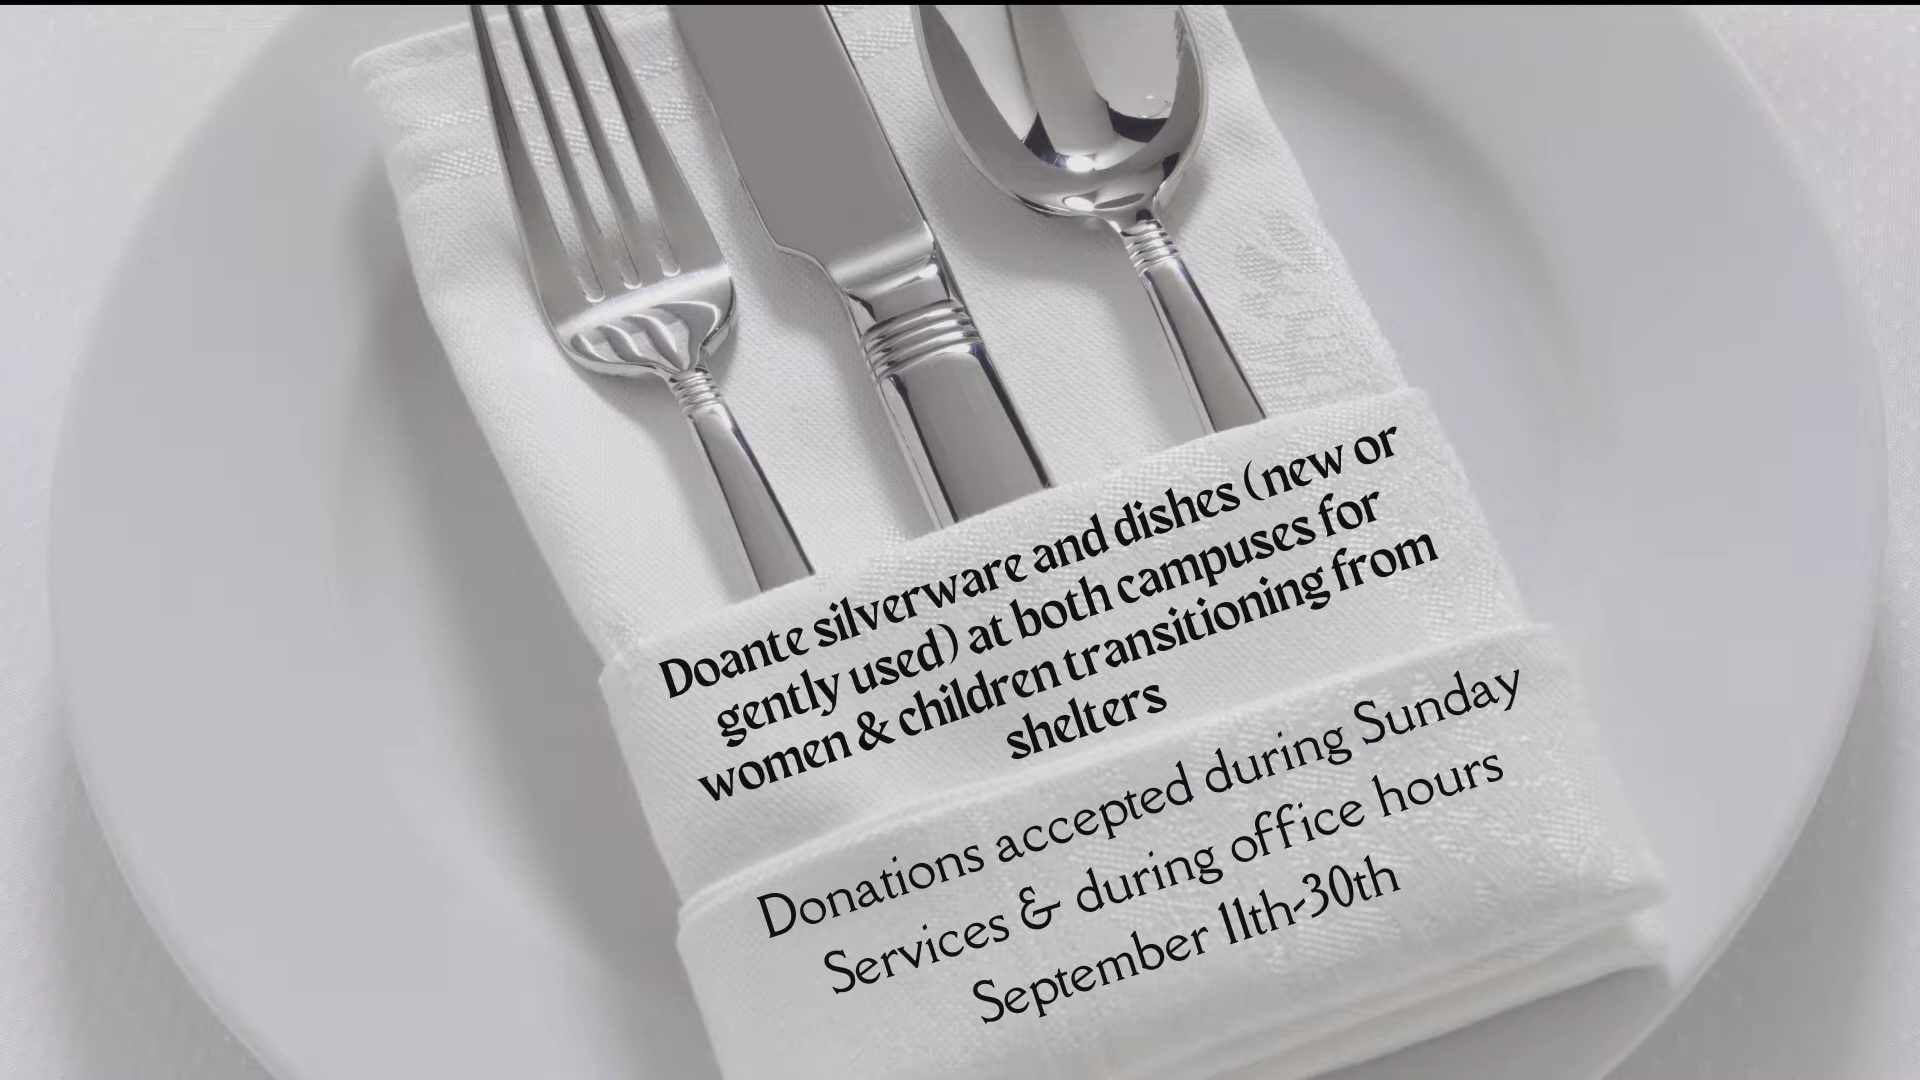 Doante silverware and dishes (new or
gently used) at both campuses for
women & children transitioning from
shelters
Donations accepted during Sunday
Services & during office hours
September 11th-30th